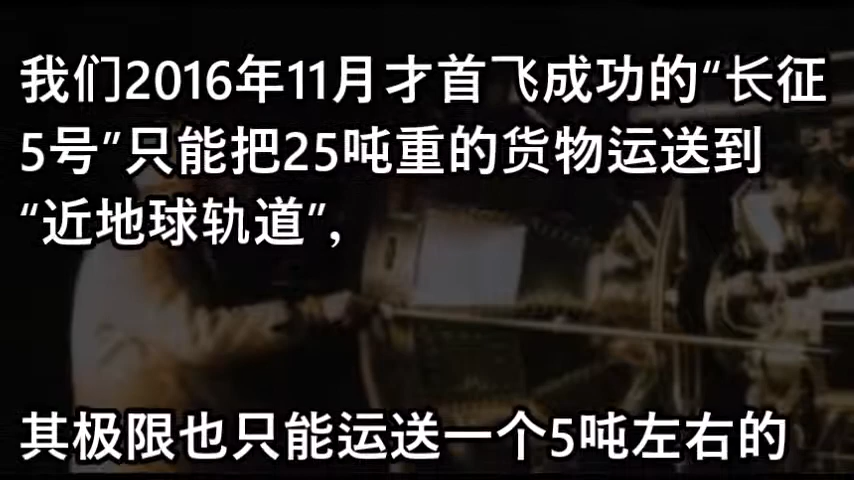 我们2016年11月才首飞成功的“长征
5号”只能把25吨重的货物运送到
“近地球轨道”,
其极限也只能运送一个5吨左右的